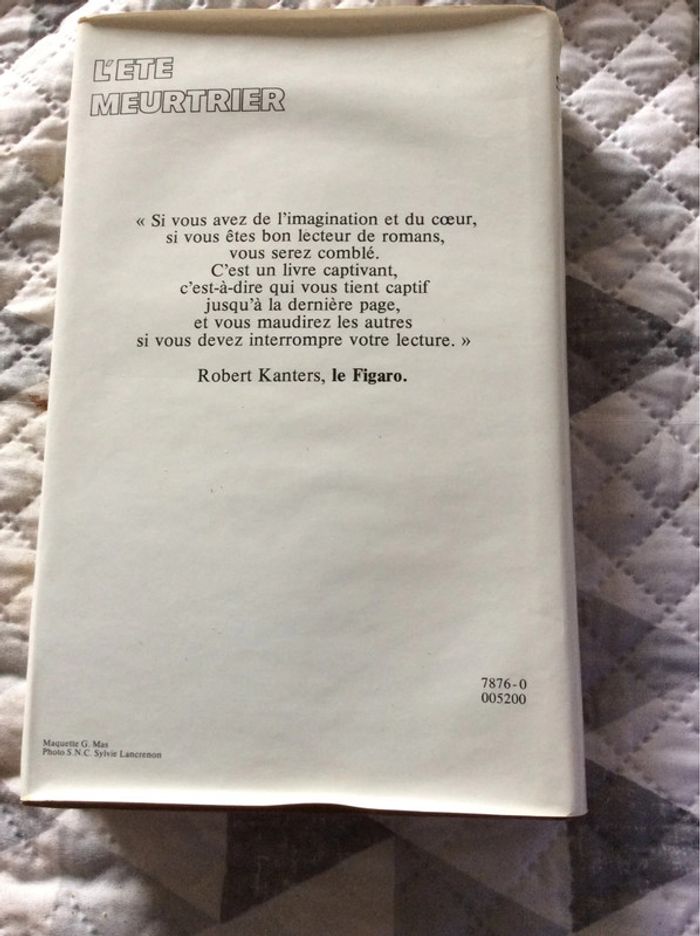 L'ETE
MEURTRIER
« Si vous avez de l'imagination et du cœur,
si vous êtes bon lecteur de romans,
vous serez comblé.
C'est un livre captivant,
c'est-à-dire qui vous tient captif
jusqu'à la dernière page,
et vous maudirez les autres
si vous devez interrompre votre lecture. »
Robert Kanters, le Figaro.
7876-0
005200
Maquette G. Mas
Photo S.N.C. Sylvie Lancrenon